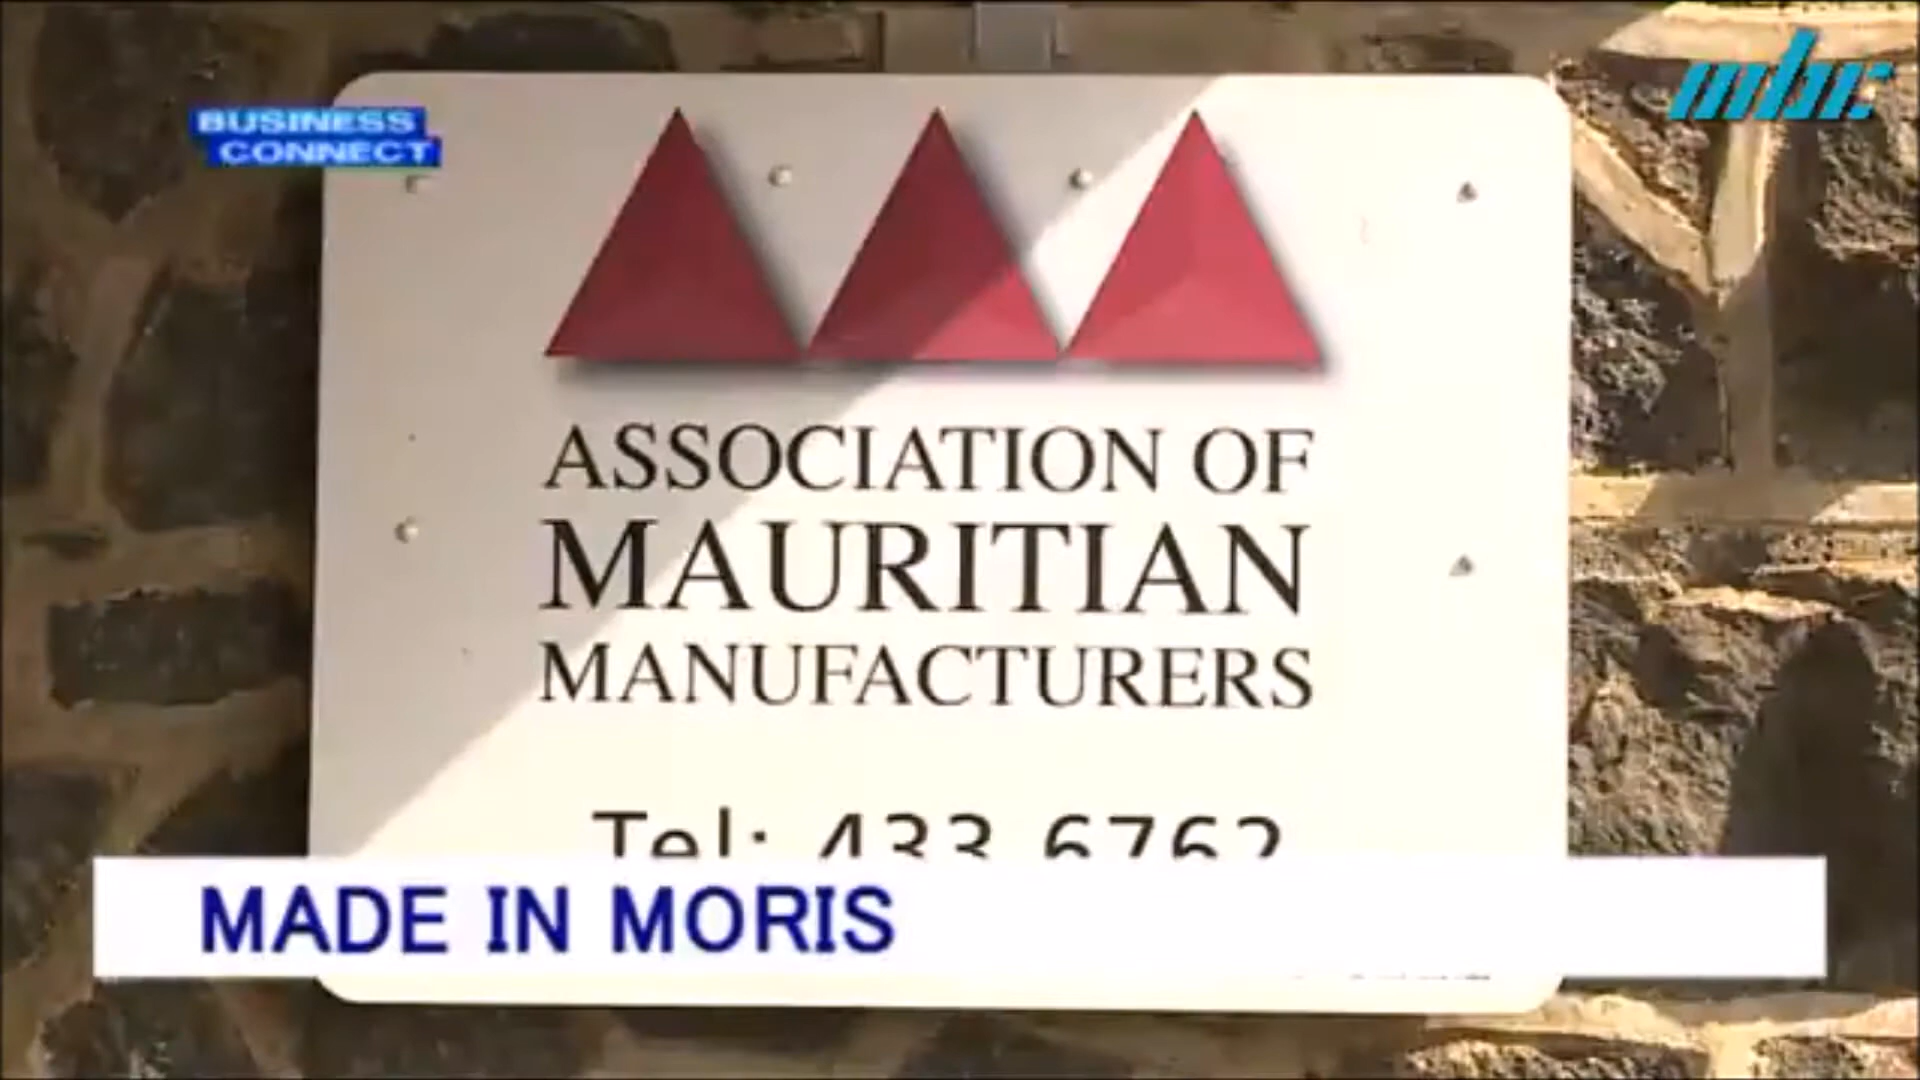 BUSINESS
CONNECT
mbc
ASSOCIATION OF
MAURITIAN
MANUFACTURERS
Tel: 433 6762
MADE IN MORIS